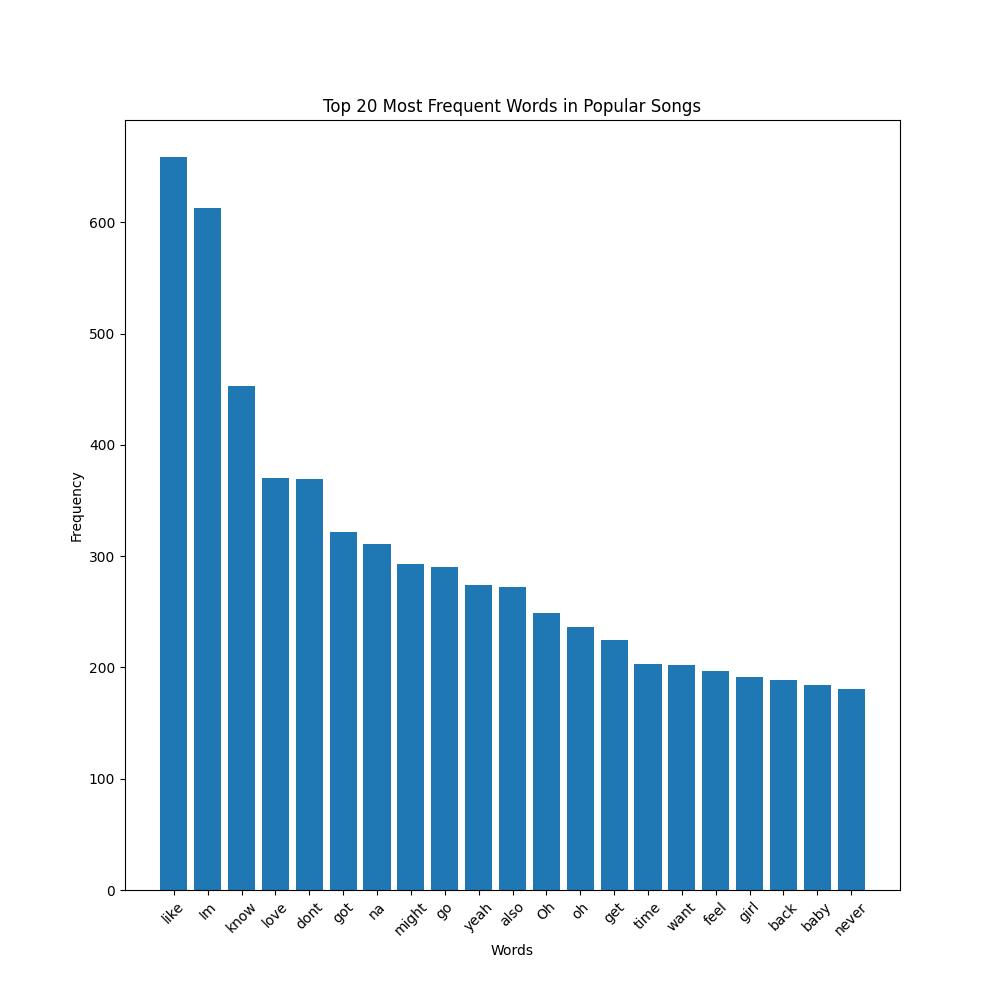 Top 20 Most Frequent Words in Popular Songs
600
500
400
300
200
100
0
Frequency
like Im know love dont got na might go yeah also Oh oh get time want feel girl back baby never
Words